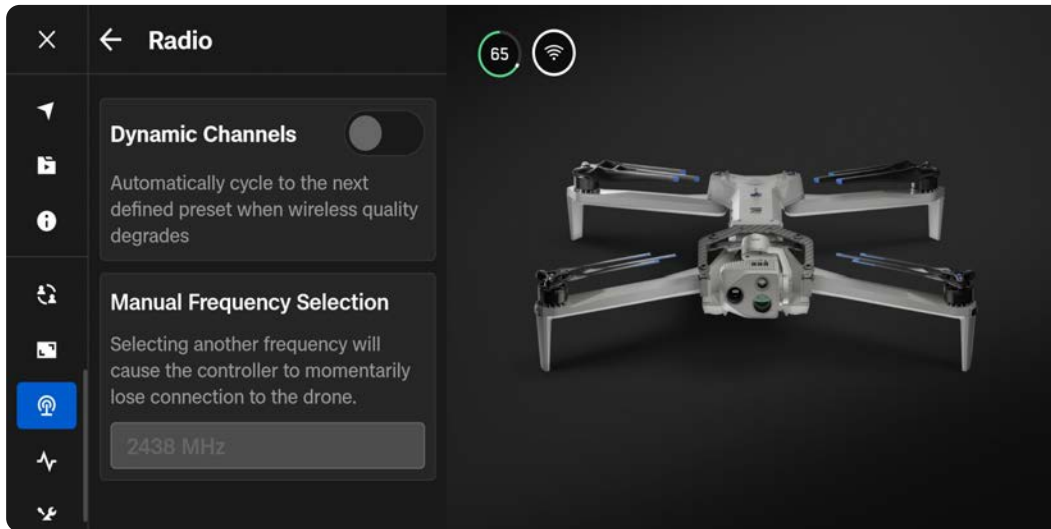 Radio
65
Dynamic Channels
Automatically cycle to the next
defined preset when wireless quality
degrades
Manual Frequency Selection
Selecting another frequency will
cause the controller to momentarily
lose connection to the drone.
2438 MHz